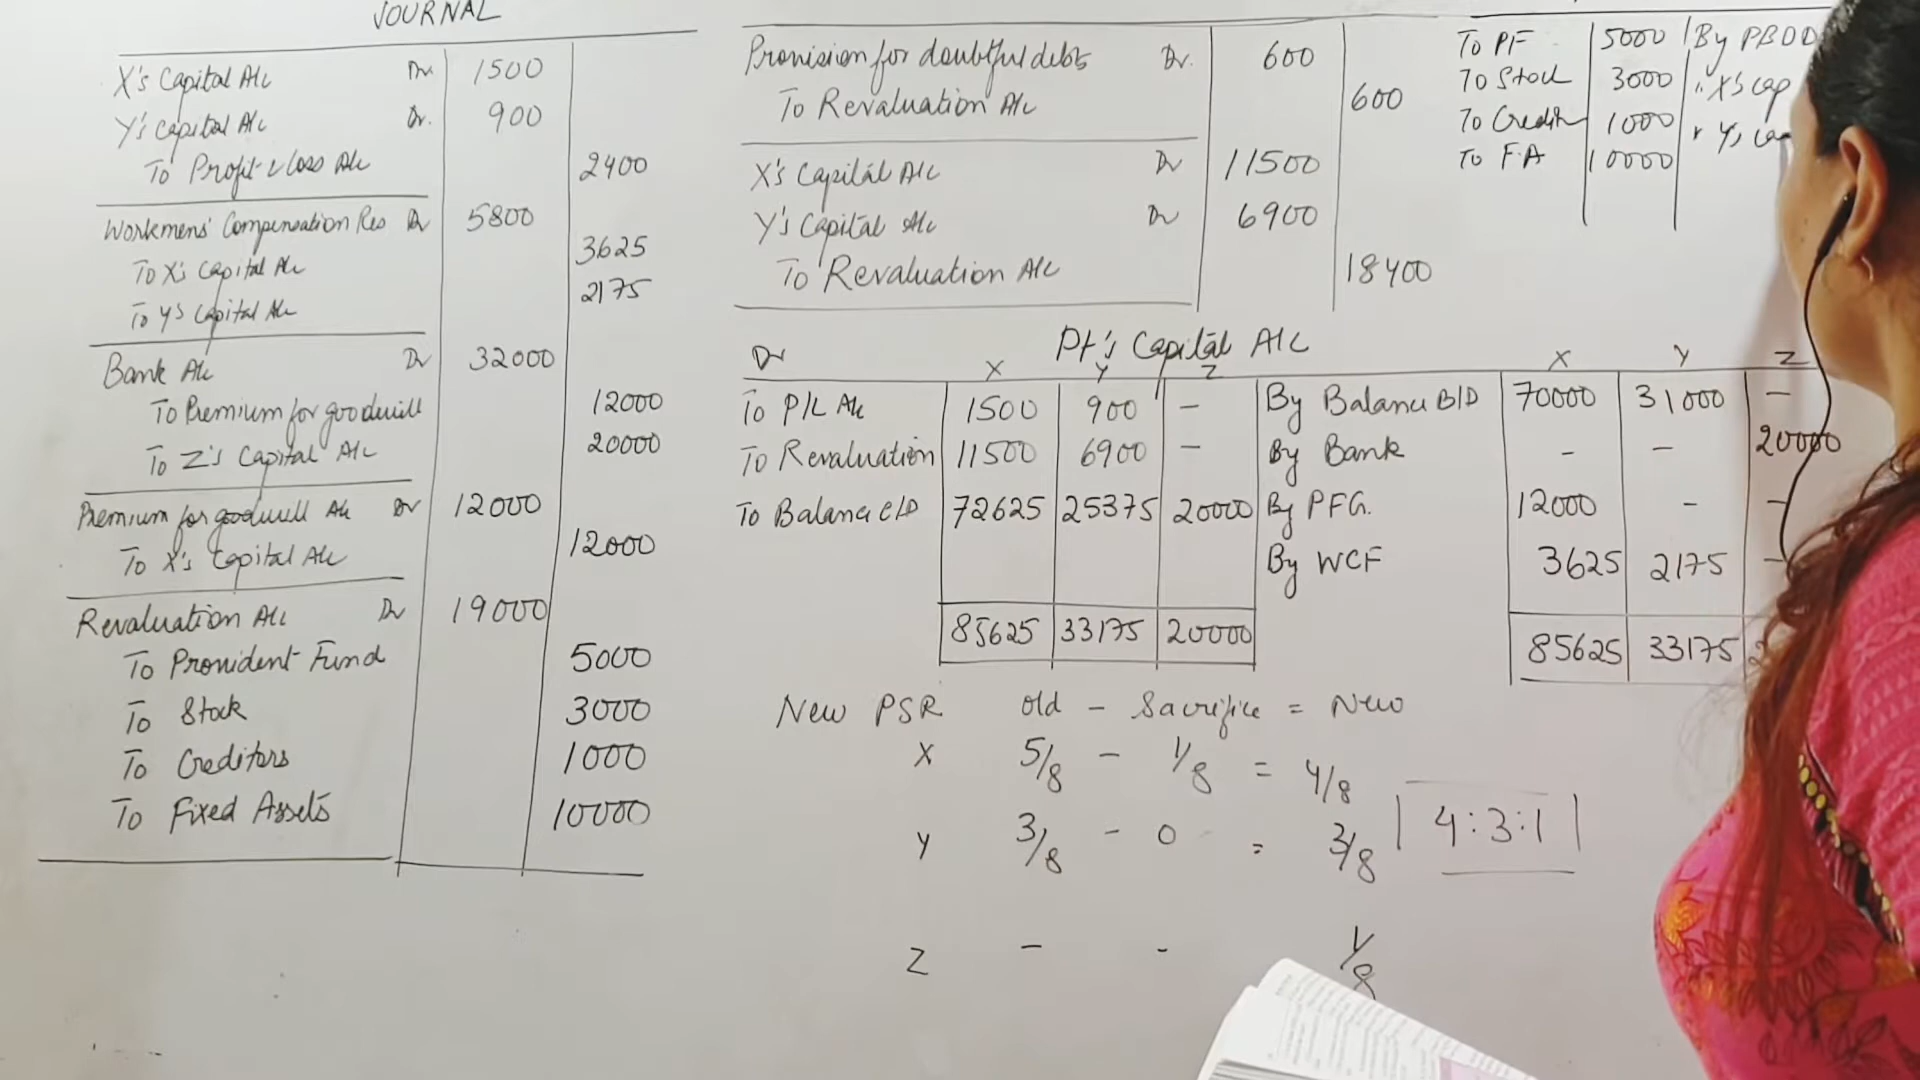 JOURNAL
X's Capital A/c Dr 1500
Y's Capital A/c Dr. 900
To Profit & Loss A/c 2400
Workmens' Compensation Res Dr 5800
To X's Capital A/c 3625
To Y's Capital A/c 2175
Bank A/c Dr 32000
To Premium for goodwill 12000
To Z's Capital A/c 20000
Premium for goodwill A/c Dr 12000
To X's Capital A/c 12000
Revaluation A/c Dr 19000
To Provident Fund 5000
To Stock 3000
To Creditors 1000
To Fixed Assets 10000
Provision for doubtful debts Dr. 600
To Revaluation A/c 600
X's Capital A/c Dr 11500
Y's Capital A/c Dr 6900
To Revaluation A/c 18400
To PF 5000 By PBDD
To Stock 3000 " X's cap
To Credit 1000 " Y's ca
To F.A 10000
Dr Pt's Capital A/c
X Y Z X Y Z
To P/L A/c 1500 900 - By Balance B/D 70000 31000 -
To Revaluation 11500 6900 - By Bank - - 20000
To Balance C/D 72625 25375 20000 By PFG. 12000 - -
By WCF 3625 2175 -
85625 33175 20000 85625 33175 2
New PSR Old - Sacrifice = New
X 5/8 - 1/8 = 4/8
Y 3/8 - 0 = 3/8
4:3:1
Z - - 1/8